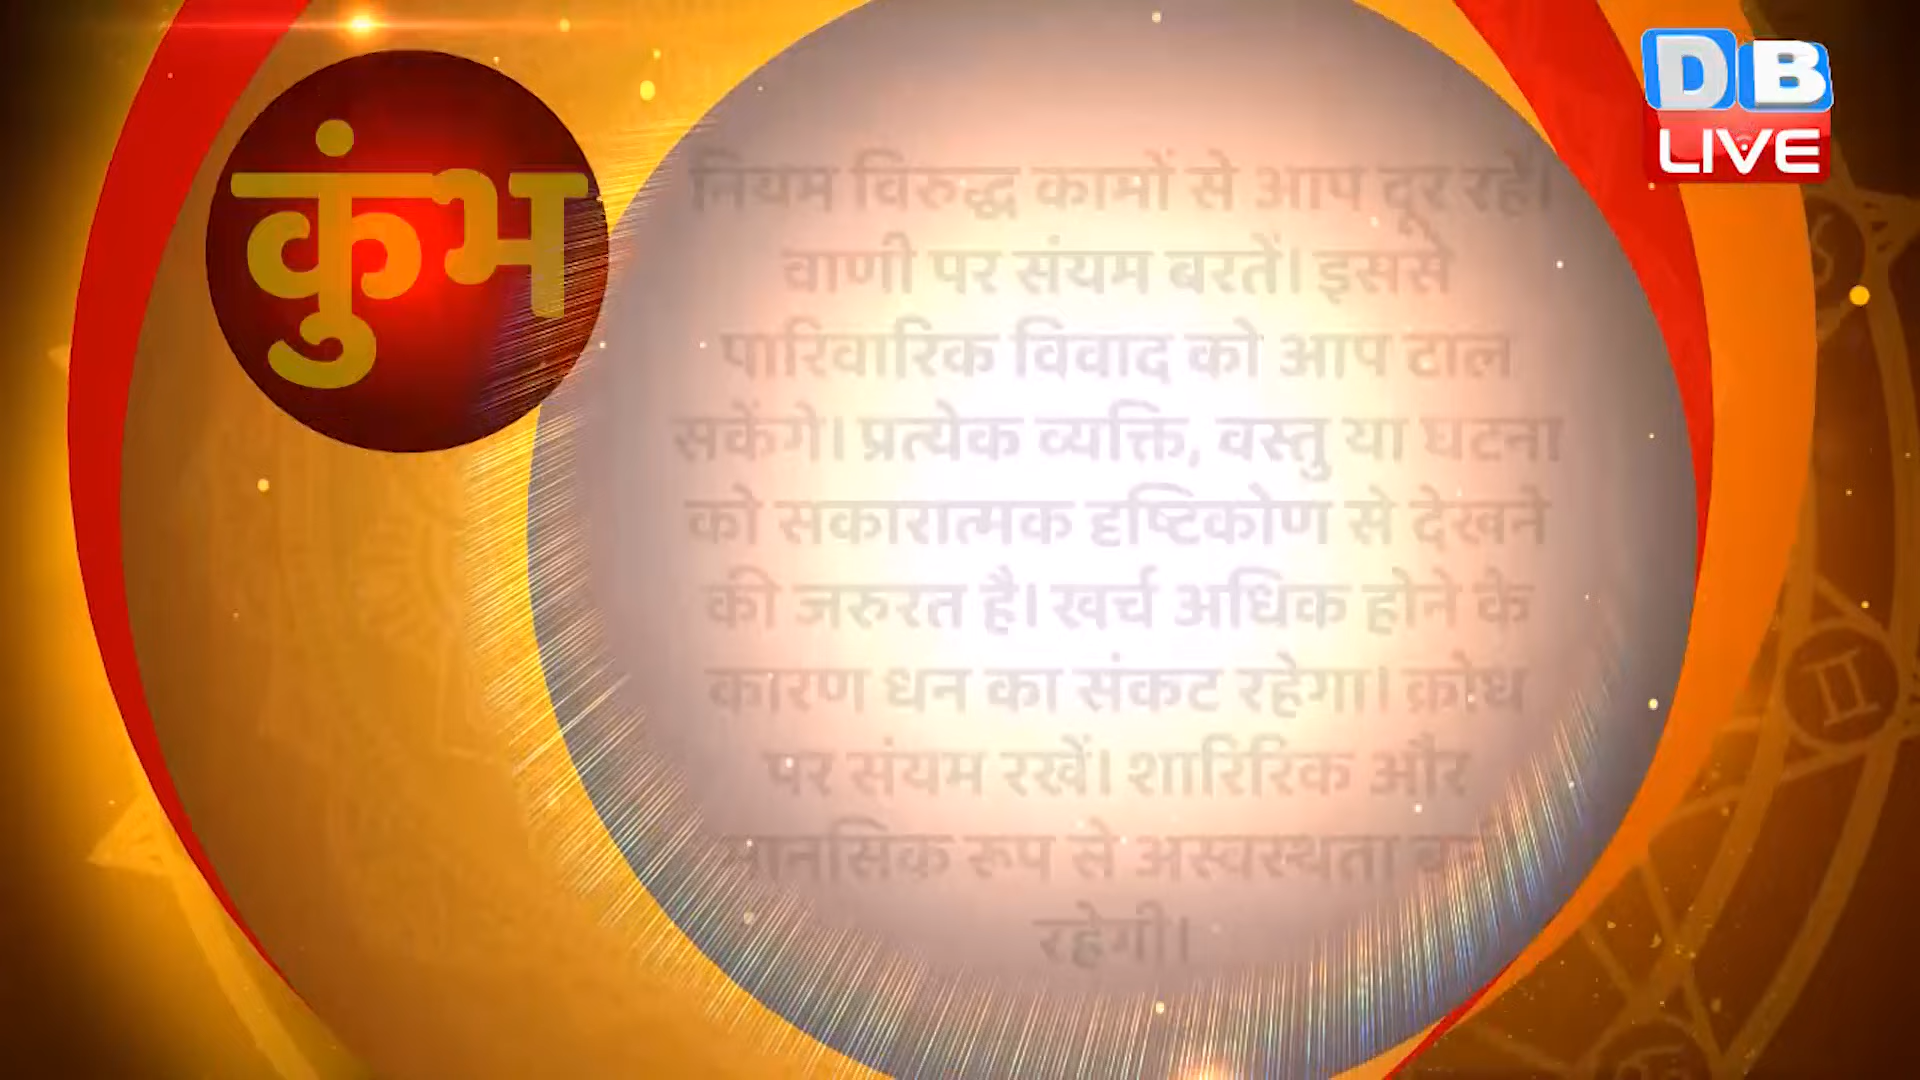 कुंभ
DB
LIVE
नियम विरुद्ध कामों से आप दूर रहें।
वाणी पर संयम बरतें। इससे
पारिवारिक विवाद को आप टाल
सकेंगे। प्रत्येक व्यक्ति, वस्तु या घटना
को सकारात्मक दृष्टिकोण से देखने
की जरुरत है। खर्च अधिक होने के
कारण धन का संकट रहेगा। क्रोध
पर संयम रखें। शारिरिक और
मानसिक रूप से अस्वस्थता
रहेगी।